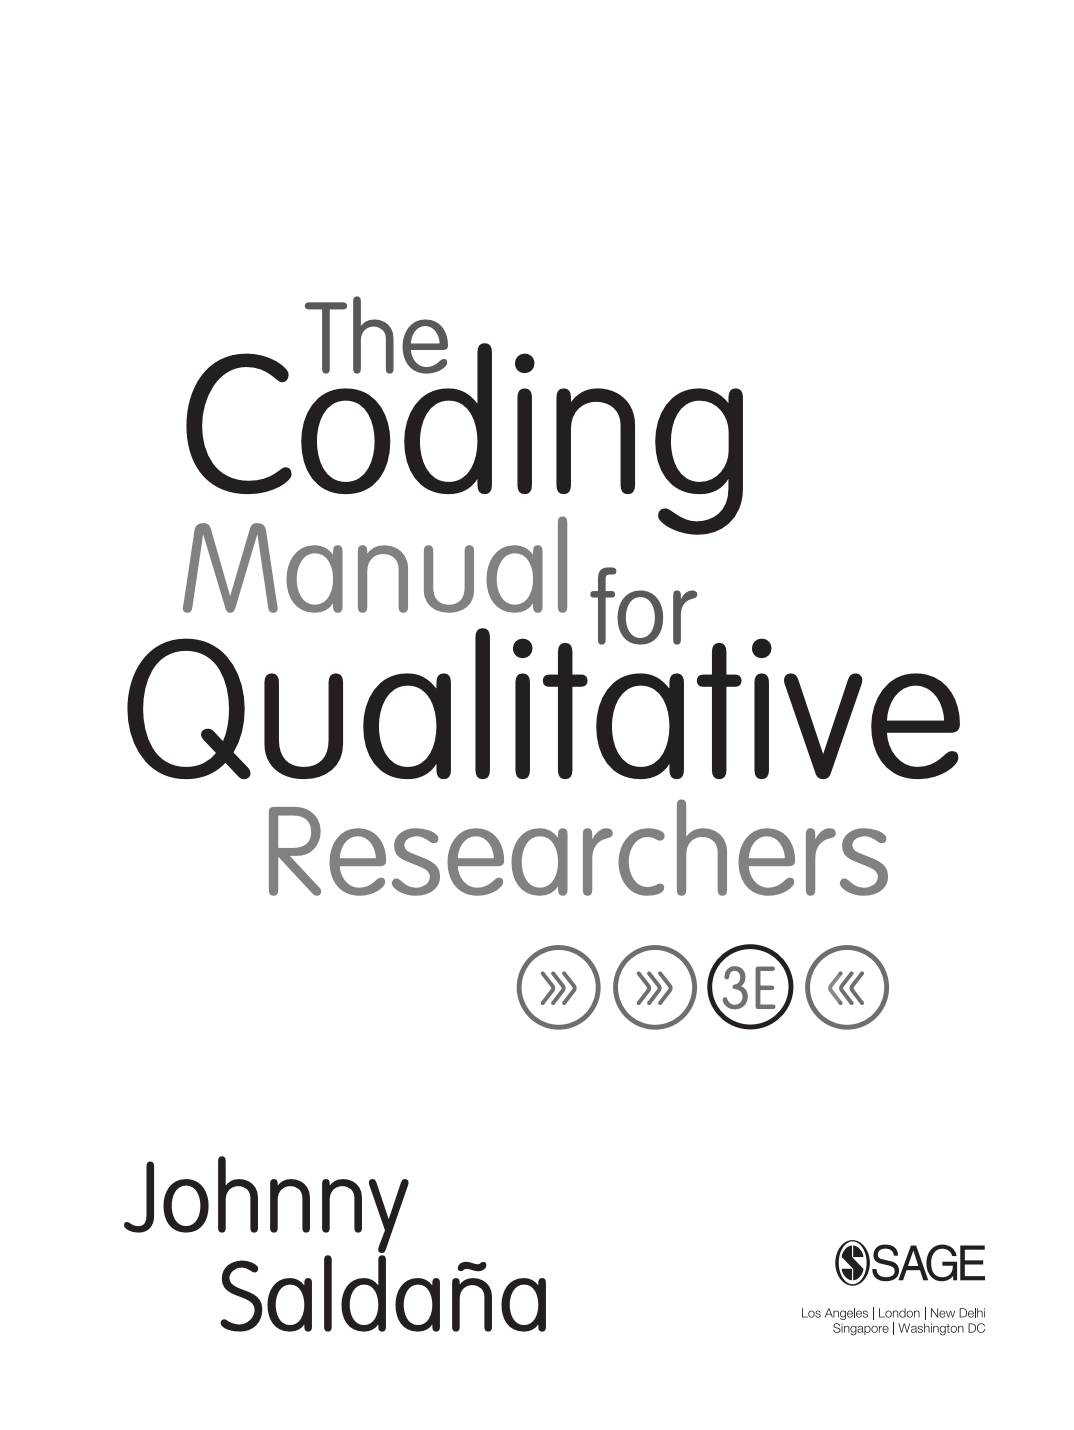 The
Coding
Manual for
Qualitative
Researchers
3E
Johnny
Saldaña
SAGE
Los Angeles | London | New Delhi
Singapore | Washington DC